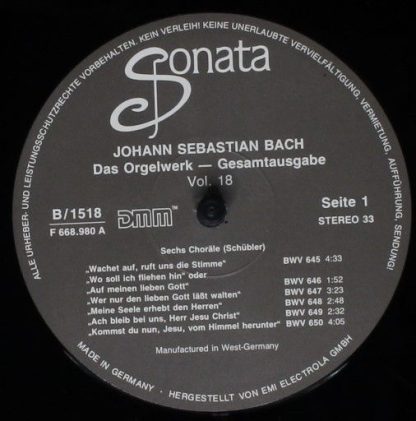 ALLE URHEBER- UND LEISTUNGSSCHUTZRECHTE VORBEHALTEN. KEIN VERLEIH! KEINE UNERLAUBTE VERVIELFÄLTIGUNG, VERMIETUNG, AUFFÜHRUNG, SENDUNG!
Sonata
JOHANN SEBASTIAN BACH
Das Orgelwerk — Gesamtausgabe
Vol. 18
B/1518
F 668.980 A
DMM™
Seite 1
STEREO 33
Sechs Choräle (Schübler)
„Wachet auf, ruft uns die Stimme" BWV 645 4:33
„Wo soll ich fliehen hin" oder
„Auf meinen lieben Gott" BWV 646 1:52
„Wer nur den lieben Gott läßt walten" BWV 647 3:23
„Meine Seele erhebt den Herren" BWV 648 2:48
„Ach bleib bei uns, Herr Jesu Christ" BWV 649 2:32
„Kommst du nun, Jesu, vom Himmel herunter" BWV 650 4:05
Manufactured in West-Germany
MADE IN GERMANY · HERGESTELLT VON EMI ELECTROLA GMBH